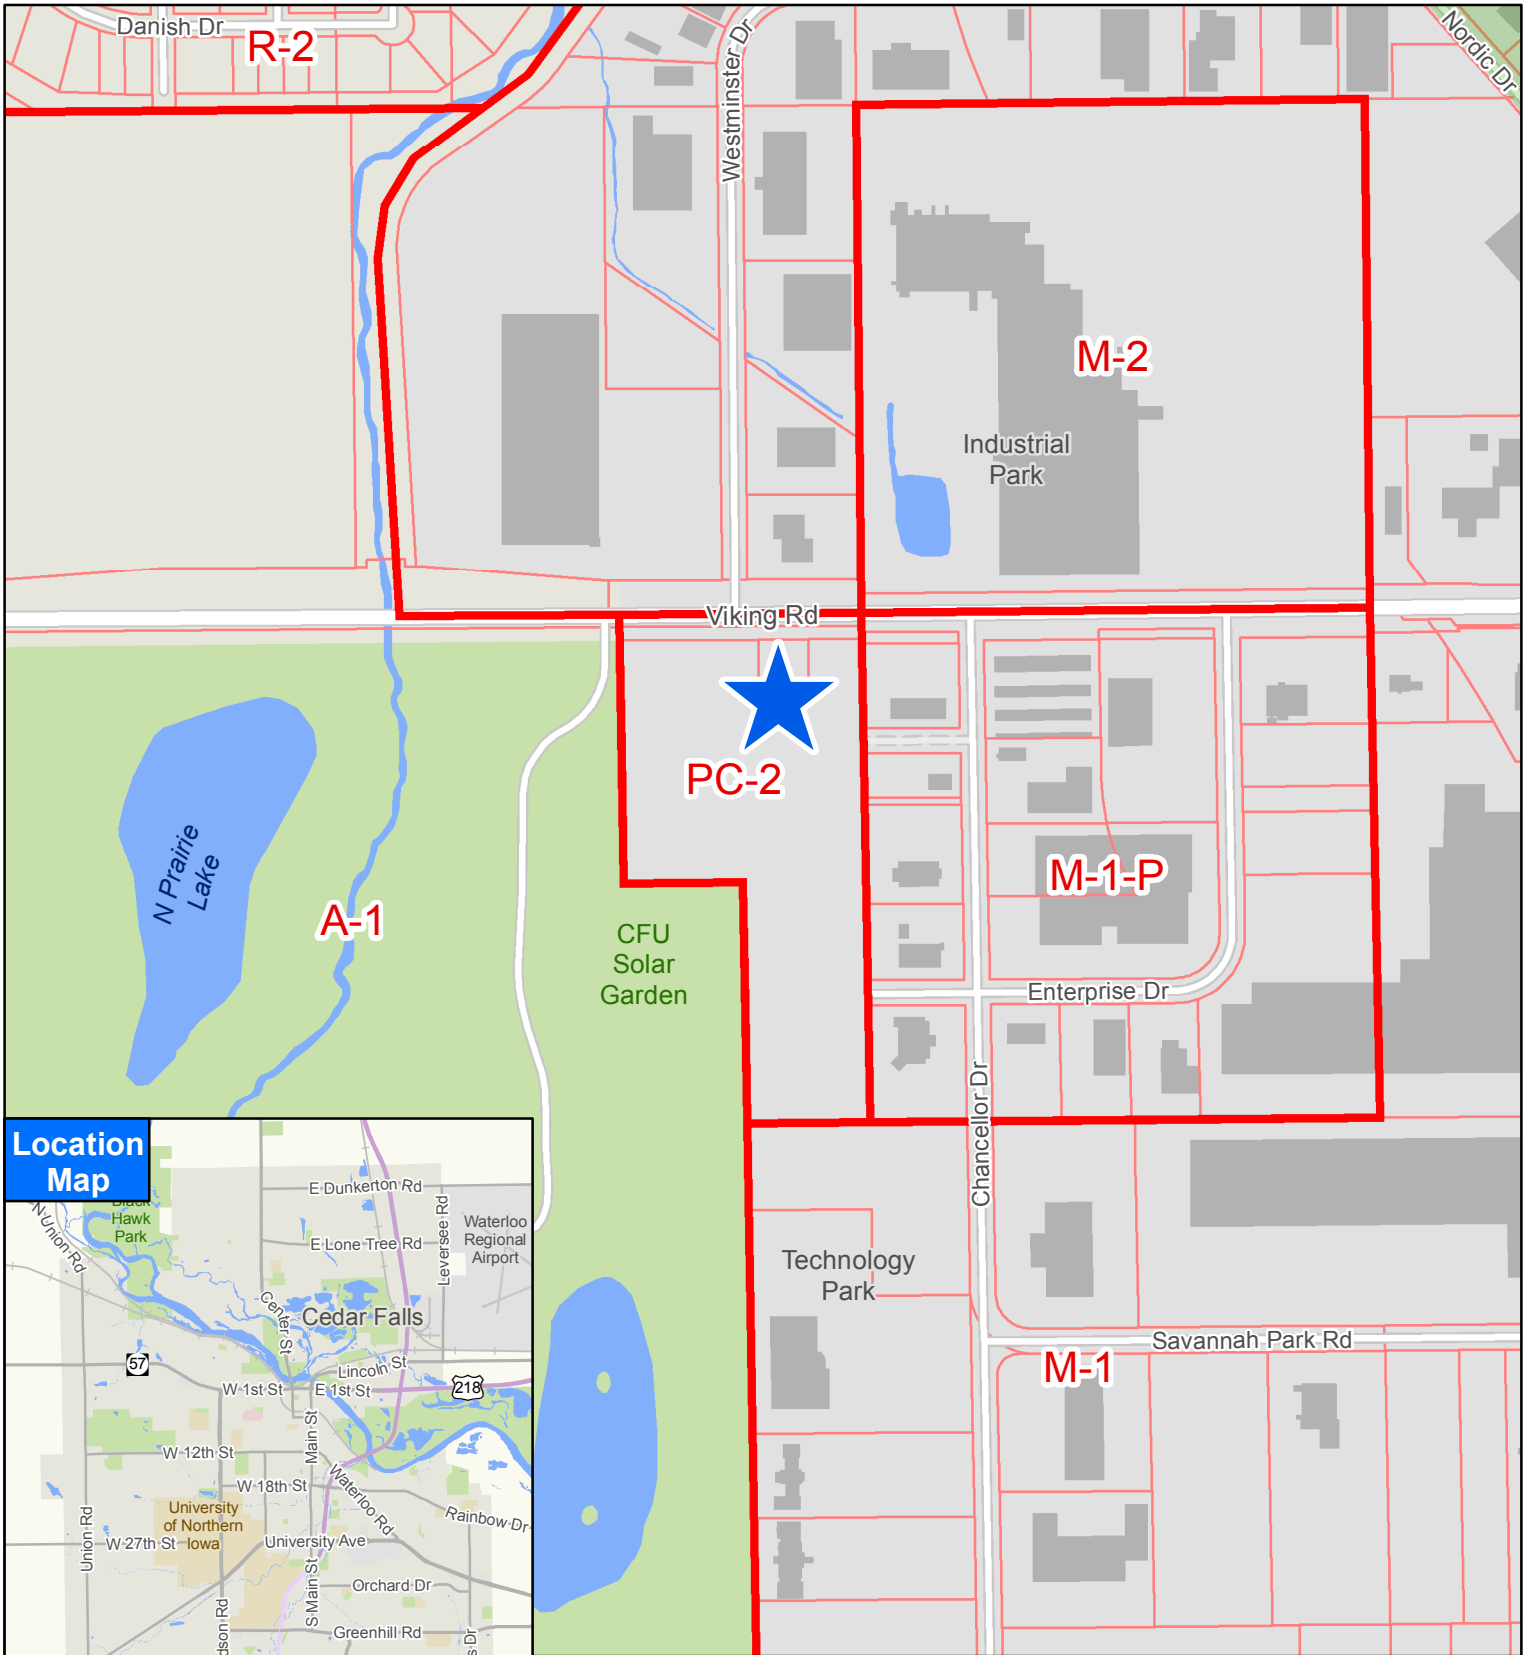 Danish Dr
R-2
Westminster Dr
Nordic Dr
M-2
Industrial
Park
Viking Rd
PC-2
N Prairie
Lake
A-1
CFU
Solar
Garden
M-1-P
Enterprise Dr
Chancellor Dr
Technology
Park
Savannah Park Rd
M-1
Location
Map
Black
Hawk
Park
N Union Rd
E Dunkerton Rd
E Lone Tree Rd
Leversee Rd
Waterloo
Regional
Airport
Center St
Cedar Falls
57
Lincoln St
W 1st St
E 1st St
218
Main St
W 12th St
W 18th St
Waterloo Rd
Rainbow Dr
University
of Northern
Iowa
Union Rd
W 27th St
University Ave
S Main St
Orchard Dr
Greenhill Rd
dson Rd
s Dr